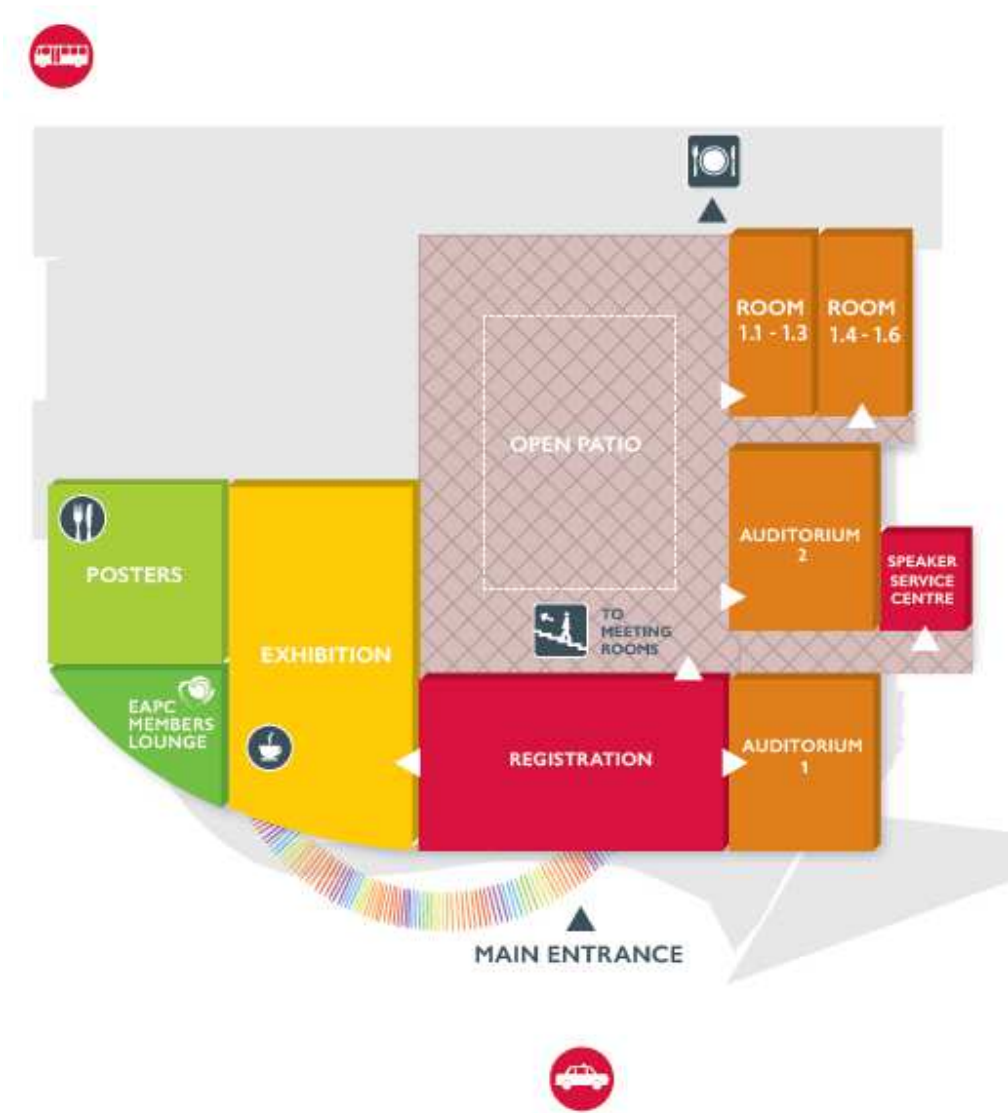 ROOM
1.1 - 1.3
ROOM
1.4 - 1.6
OPEN PATIO
AUDITORIUM
2
SPEAKER
SERVICE
CENTRE
POSTERS
TO
MEETING
ROOMS
EXHIBITION
EAPC
MEMBERS
LOUNGE
REGISTRATION
AUDITORIUM
1
MAIN ENTRANCE